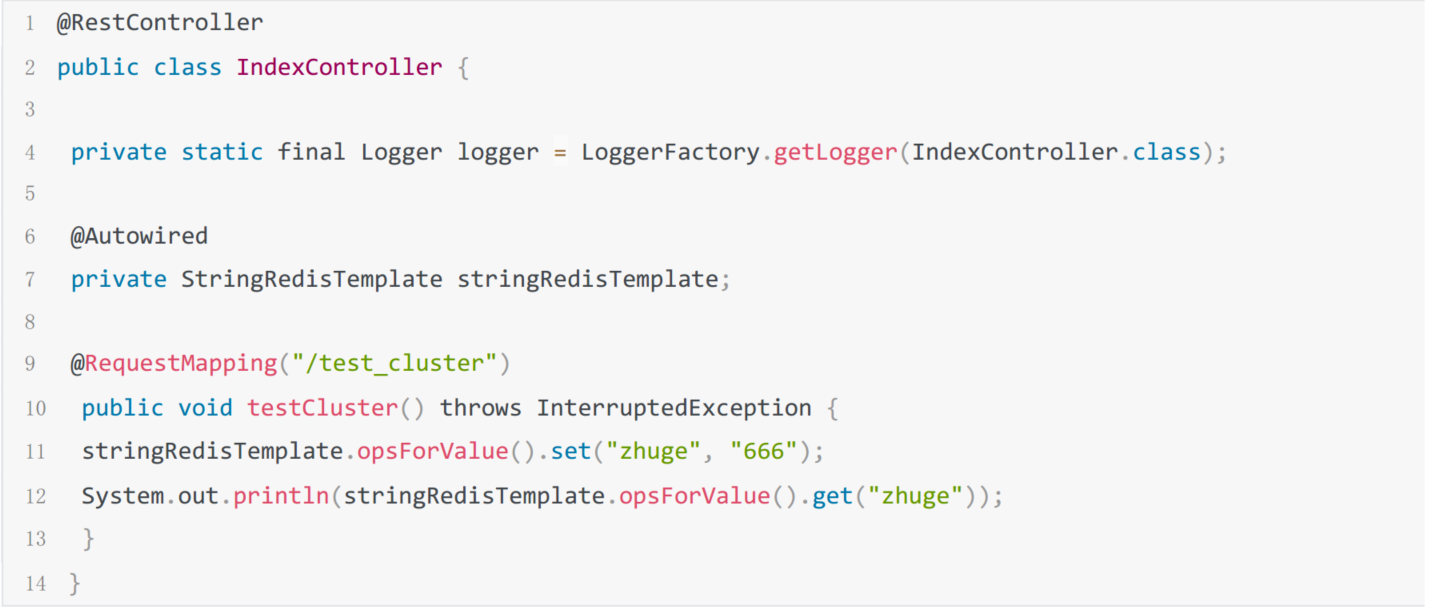 1 @RestController
2 public class IndexController {
3
4 private static final Logger logger = LoggerFactory.getLogger(IndexController.class);
5
6 @Autowired
7 private StringRedisTemplate stringRedisTemplate;
8
9 @RequestMapping("/test_cluster")
10 public void testCluster() throws InterruptedException {
11 stringRedisTemplate.opsForValue().set("zhuge", "666");
12 System.out.println(stringRedisTemplate.opsForValue().get("zhuge"));
13 }
14 }